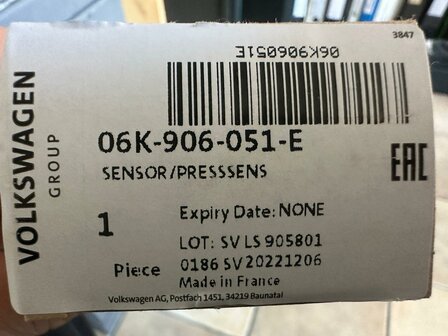 3847
06K906051E
VOLKSWAGEN
GROUP
06K-906-051-E
SENSOR/PRESSSENS
EAC
1
Piece
Expiry Date: NONE
LOT: SV LS 905801
0186 SV 20221206
Made in France
Volkswagen AG, Postfach 1451, 34219 Baunatal